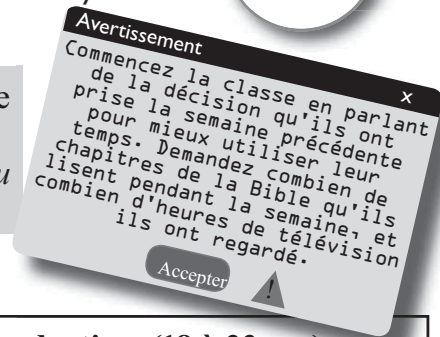 Avertissement
x
Commencez la classe en parlant
de la décision qu'ils ont
prise la semaine précédente
pour mieux utiliser leur
temps. Demandez combien de
chapitres de la Bible qu'ils
lisent pendant la semaine, et
combien d'heures de télévision
ils ont regardé.
Accepter
!